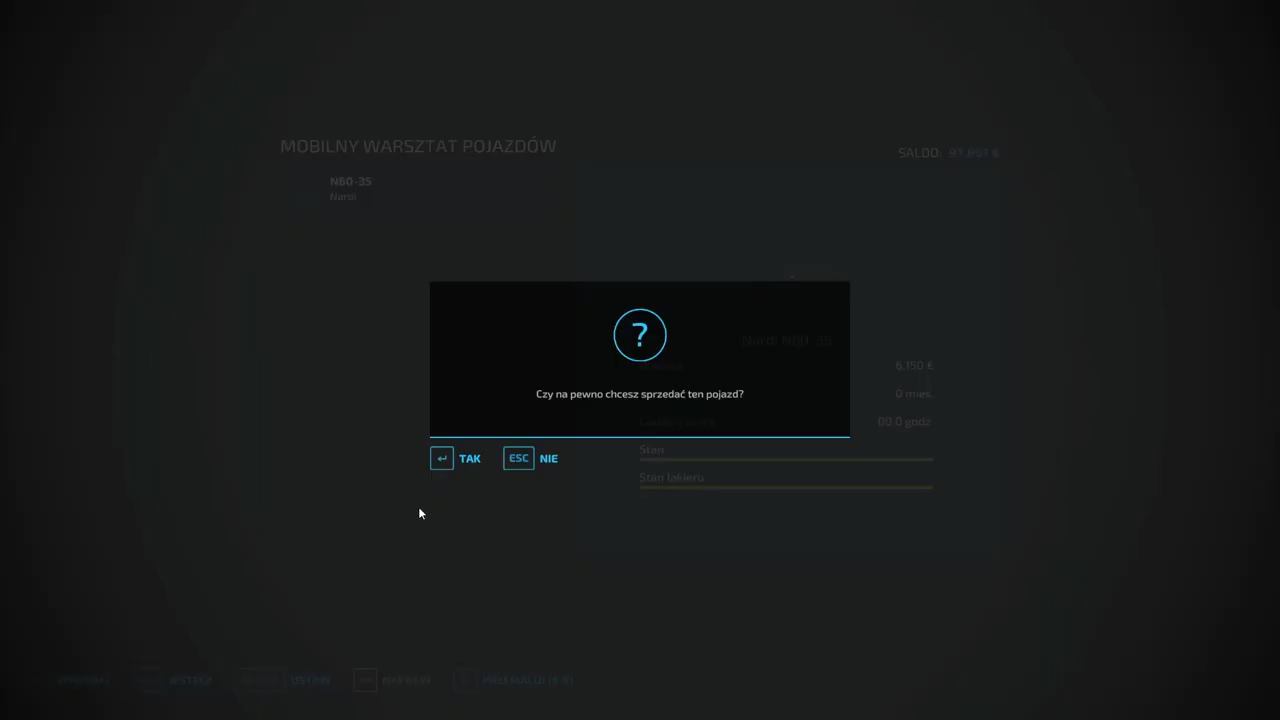 MOBILNY WARSZTAT POJAZDÓW
SALDO:
N60-35
Nardi
Nardi N60-35
6,150 €
Czy na pewno chcesz sprzedać ten pojazd?
0 mies.
00:0 godz
TAK
ESC NIE
Stan
Stan lakieru